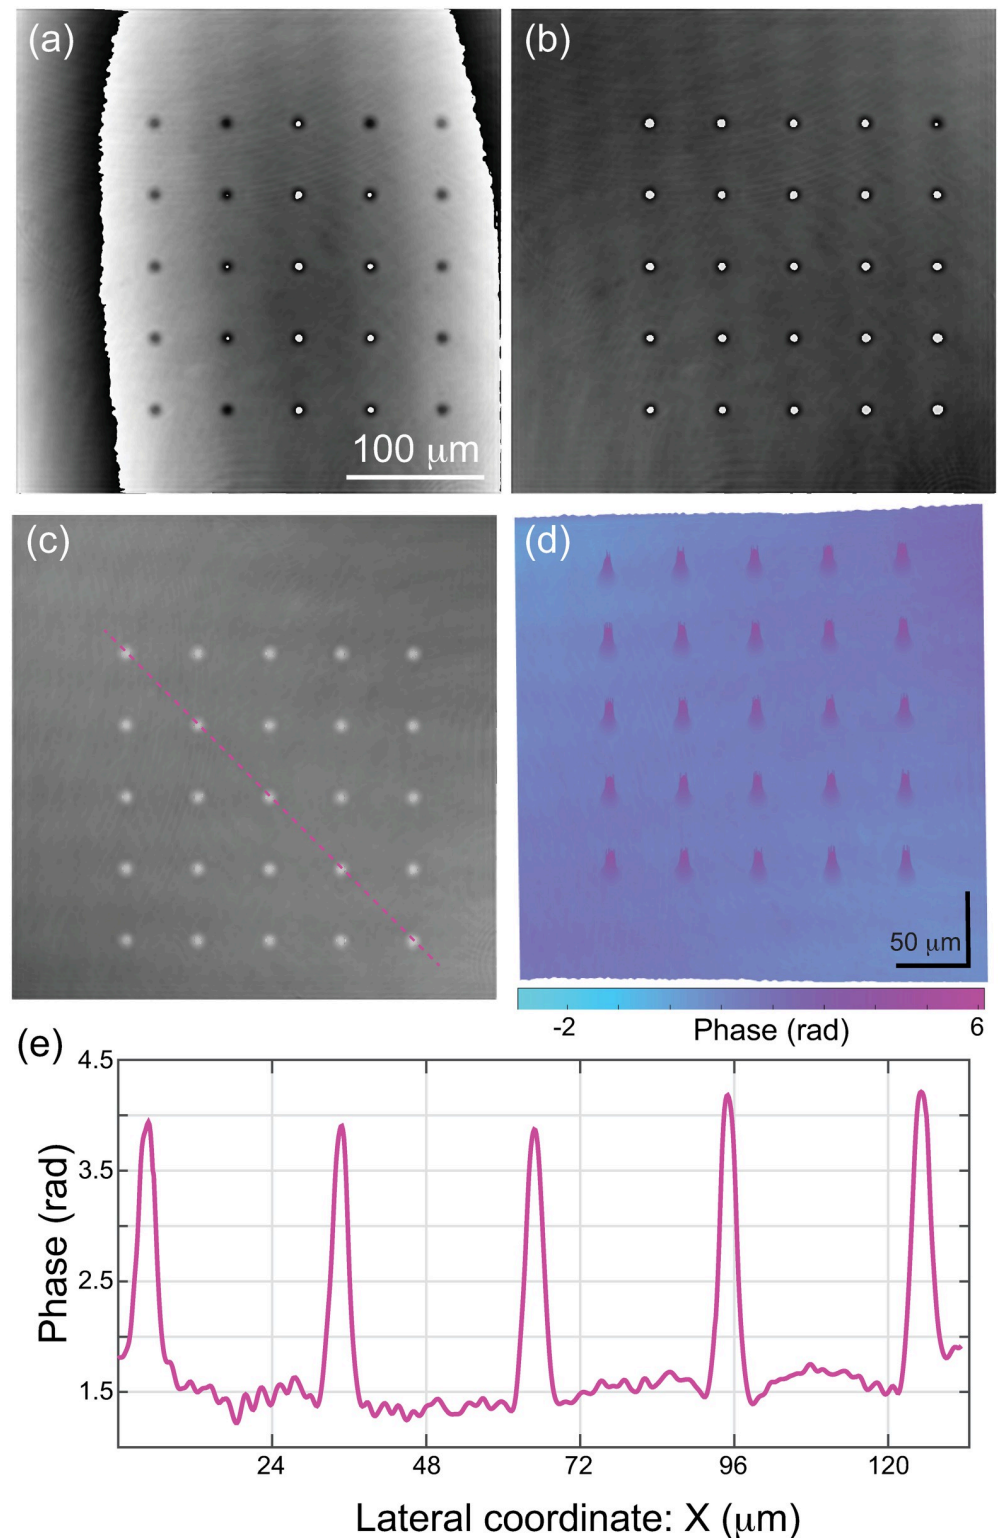 (a)
(b)
100 μm
(c)
(d)
50 μm
-2
Phase (rad)
6
(e)
4.5
3.5
2.5
1.5
Phase (rad)
24
48
72
96
120
Lateral coordinate: X (μm)